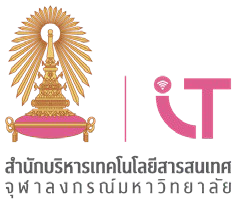 iT
สำนักบริหารเทคโนโลยีสารสนเทศ
จุฬาลงกรณ์มหาวิทยาลัย